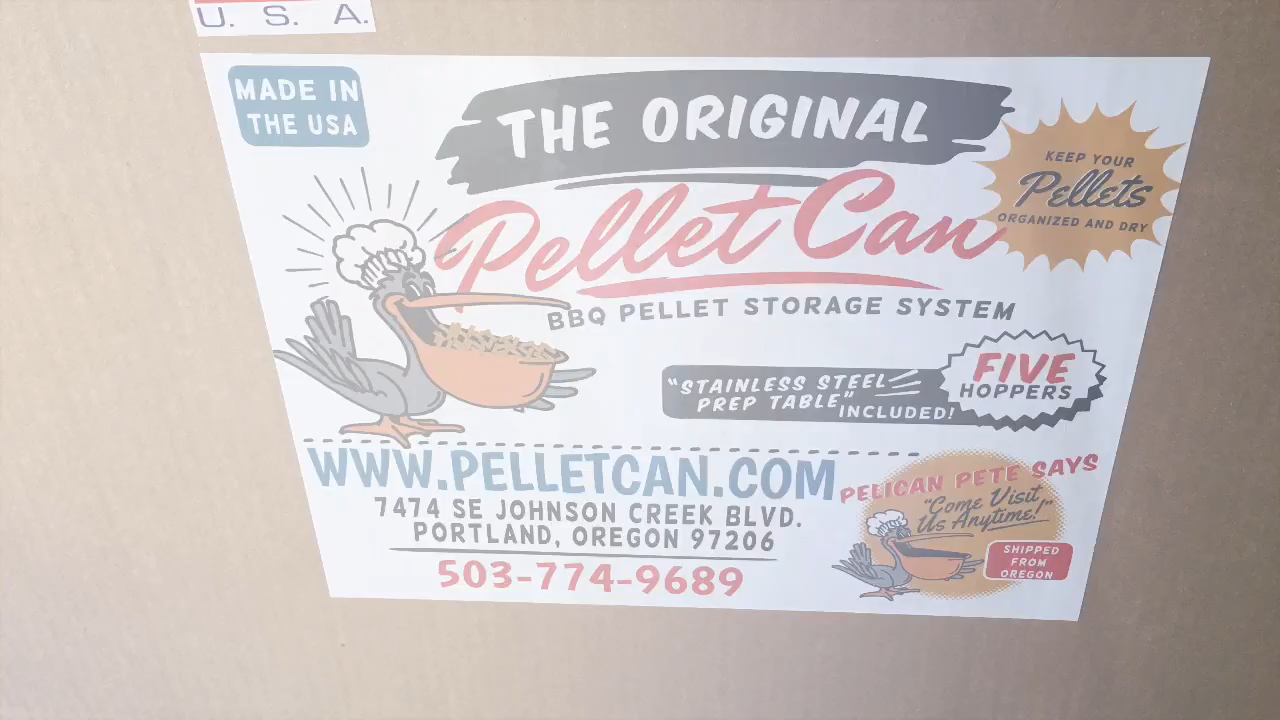 U. S. A.
MADE IN
THE USA
THE ORIGINAL
Pellet Can
BBQ PELLET STORAGE SYSTEM
KEEP YOUR
Pellets
ORGANIZED AND DRY
"STAINLESS STEEL
PREP TABLE"
INCLUDED!
FIVE
HOPPERS
WWW.PELLETCAN.COM
7474 SE JOHNSON CREEK BLVD.
PORTLAND, OREGON 97206
503-774-9689
PELICAN PETE SAYS
"Come Visit
Us Anytime!"
SHIPPED
FROM
OREGON